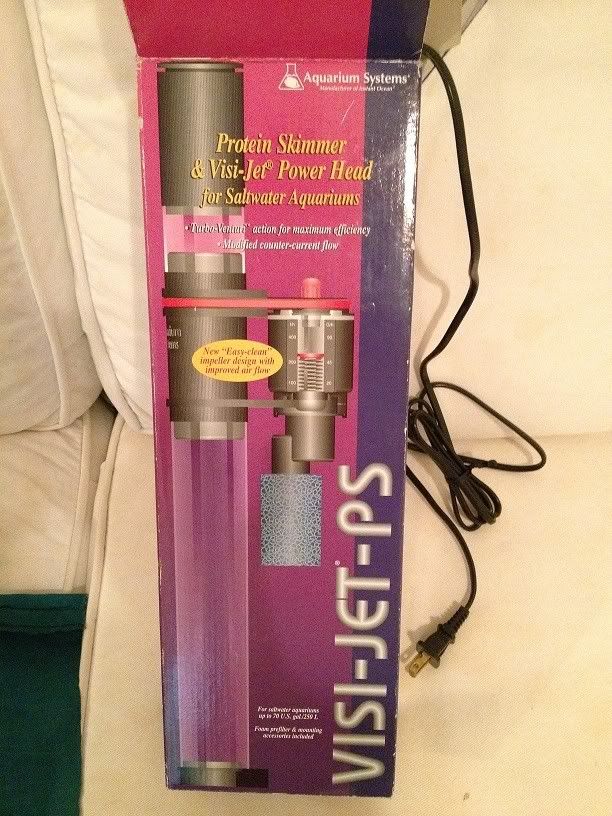 Aquarium Systems®
Manufacturer of Instant Ocean®
Protein Skimmer
& Visi-Jet® Power Head
for Saltwater Aquariums
• Turbo-Venturi™ action for maximum efficiency
• Modified counter-current flow
New "Easy-clean"
impeller design with
improved air flow
VISI-JET®-PS
For saltwater aquariums
up to 70 U.S. gal./250 L
Foam prefilter & mounting
accessories included